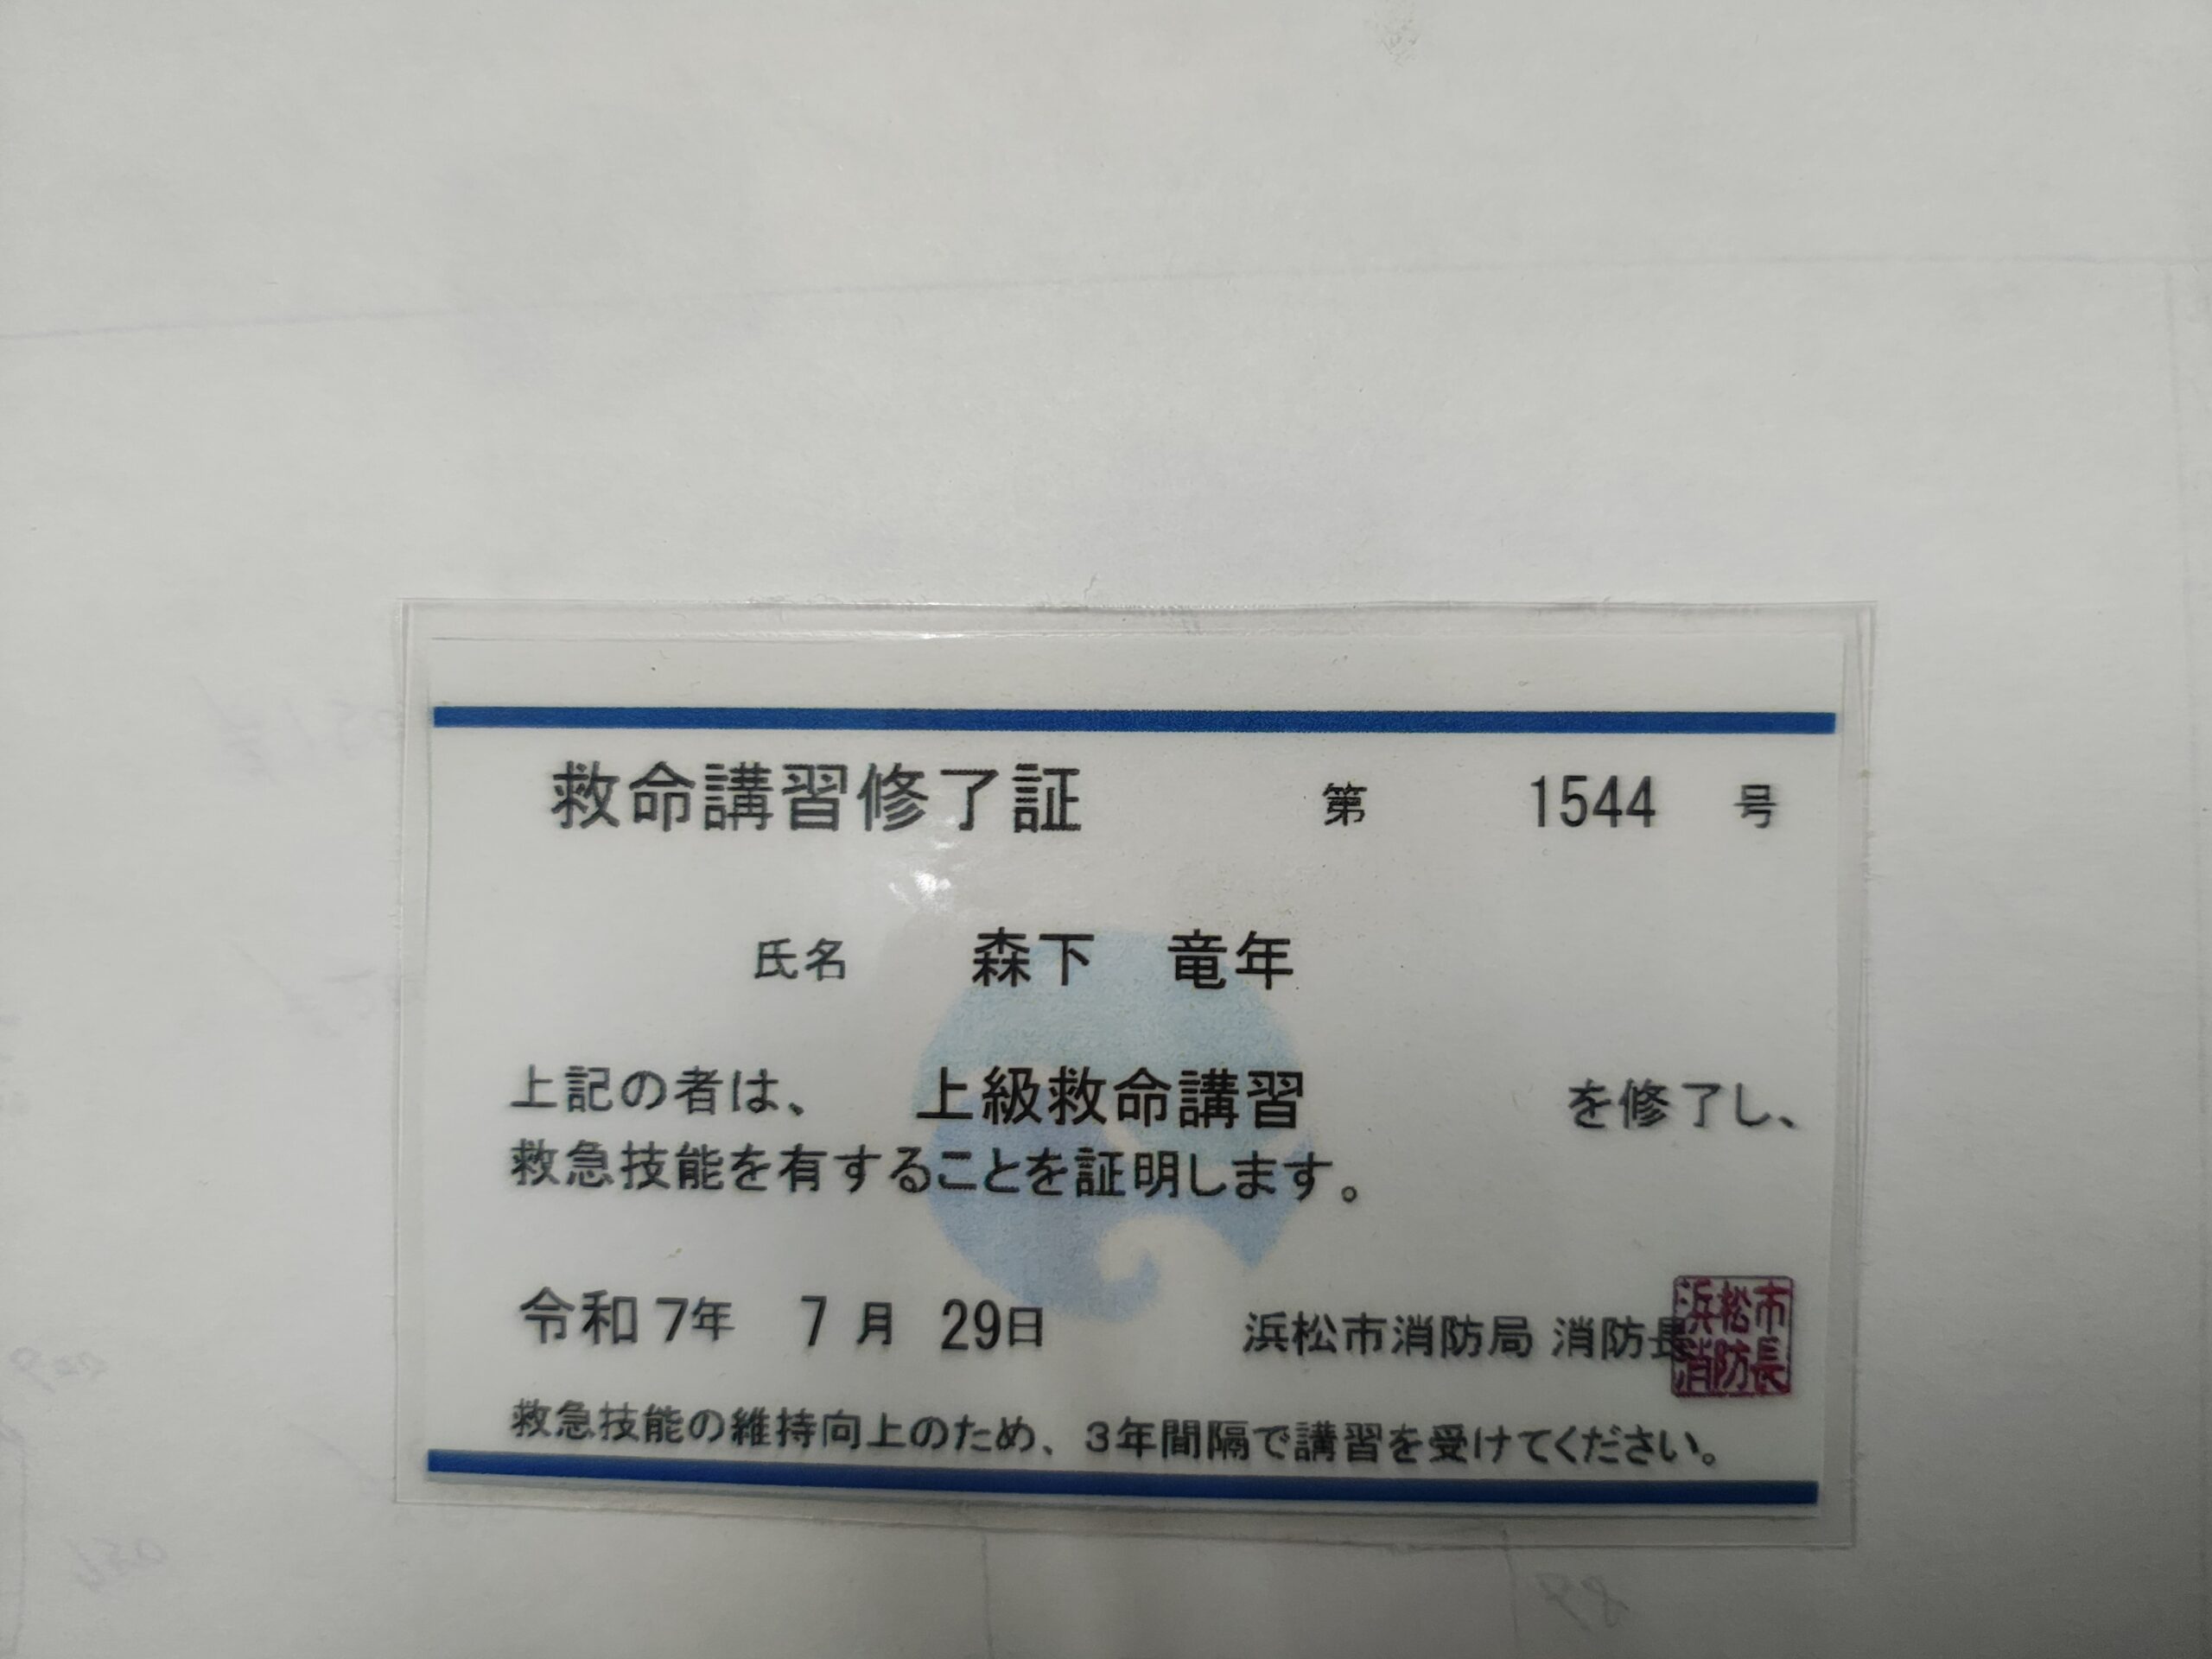 救命講習修了証 第 1544 号
氏名 森下 竜年
上記の者は、 上級救命講習 を修了し、
救急技能を有することを証明します。
令和 7年 7月 29日 浜松市消防局 消防長
浜松市
消防長
救急技能の維持向上のため、3年間隔で講習を受けてください。